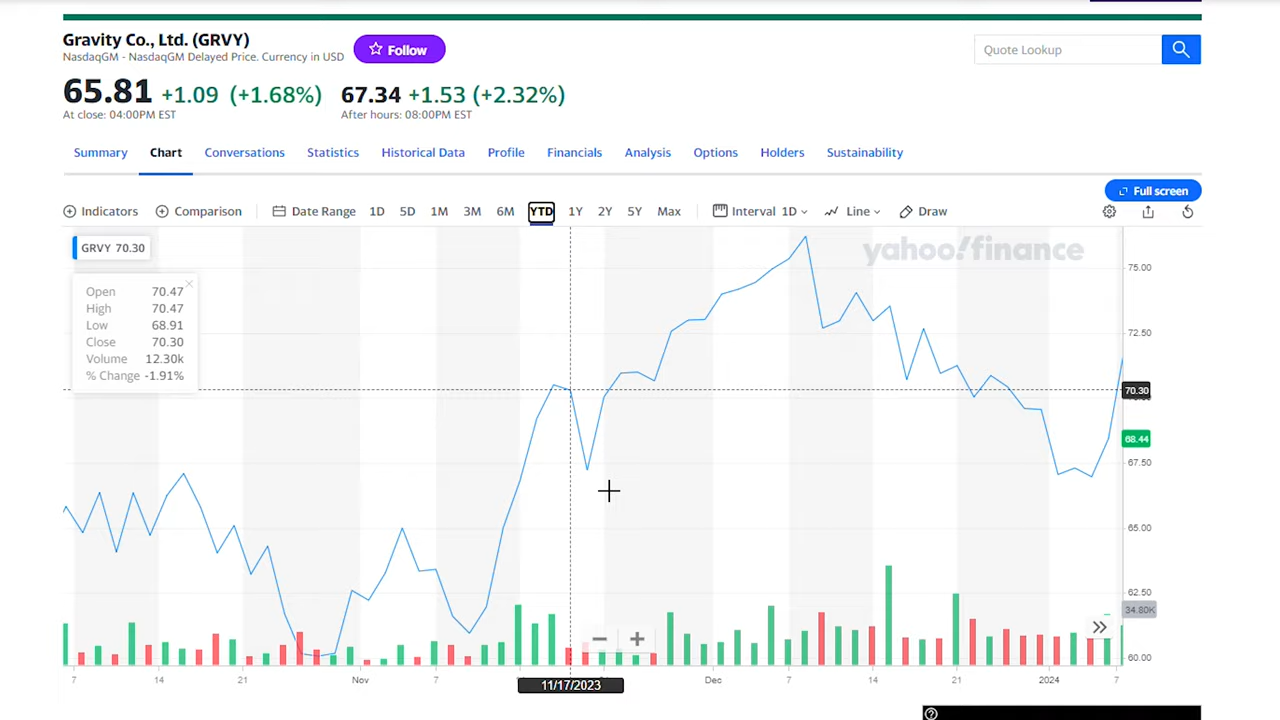 Gravity Co., Ltd. (GRVY)
Follow
NasdaqGM - NasdaqGM Delayed Price. Currency in USD
Quote Lookup
65.81 +1.09 (+1.68%) 67.34 +1.53 (+2.32%)
At close: 04:00PM EST After hours: 08:00PM EST
Summary Chart Conversations Statistics Historical Data Profile Financials Analysis Options Holders Sustainability
Full screen
Indicators Comparison Date Range 1D 5D 1M 3M 6M YTD 1Y 2Y 5Y Max Interval 1D Line Draw
GRVY 70.30
yahoo!finance
Open 70.47
High 70.47
Low 68.91
Close 70.30
Volume 12.30k
% Change -1.91%
75.00
72.50
70.30
68.44
67.50
65.00
62.50
34.80K
60.00
7 14 21 Nov 7 11/17/2023 Dec 7 14 21 2024 7